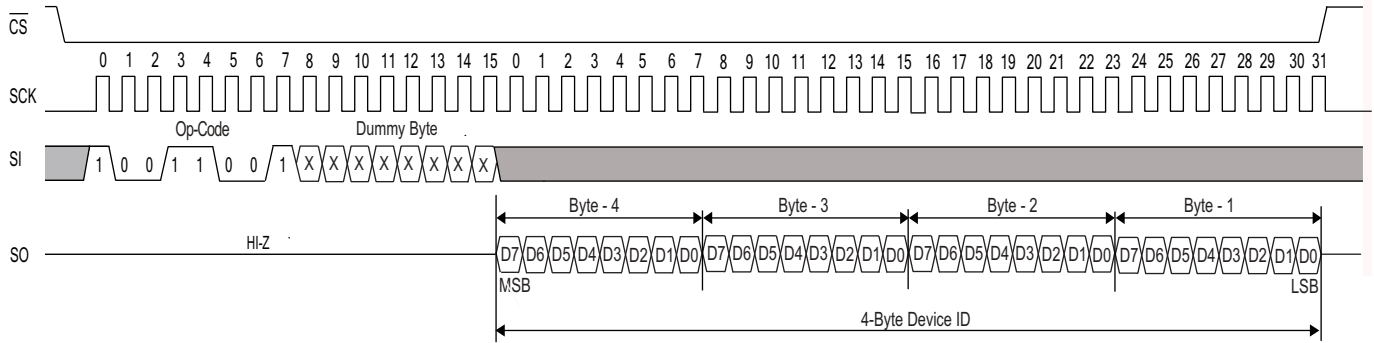 CS
0 1 2 3 4 5 6 7 8 9 10 11 12 13 14 15 0 1 2 3 4 5 6 7 8 9 10 11 12 13 14 15 16 17 18 19 20 21 22 23 24 25 26 27 28 29 30 31
SCK
Op-Code Dummy Byte
SI 1 0 0 1 1 0 0 1 X X X X X X X X
Byte - 4 Byte - 3 Byte - 2 Byte - 1
SO HI-Z D7 D6 D5 D4 D3 D2 D1 D0 D7 D6 D5 D4 D3 D2 D1 D0 D7 D6 D5 D4 D3 D2 D1 D0 D7 D6 D5 D4 D3 D2 D1 D0
MSB LSB
4-Byte Device ID